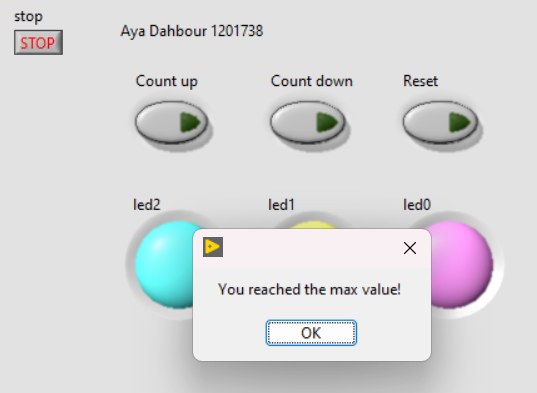 stop
STOP
Aya Dahbour 1201738
Count up
Count down
Reset
led2
led1
led0
You reached the max value!
OK